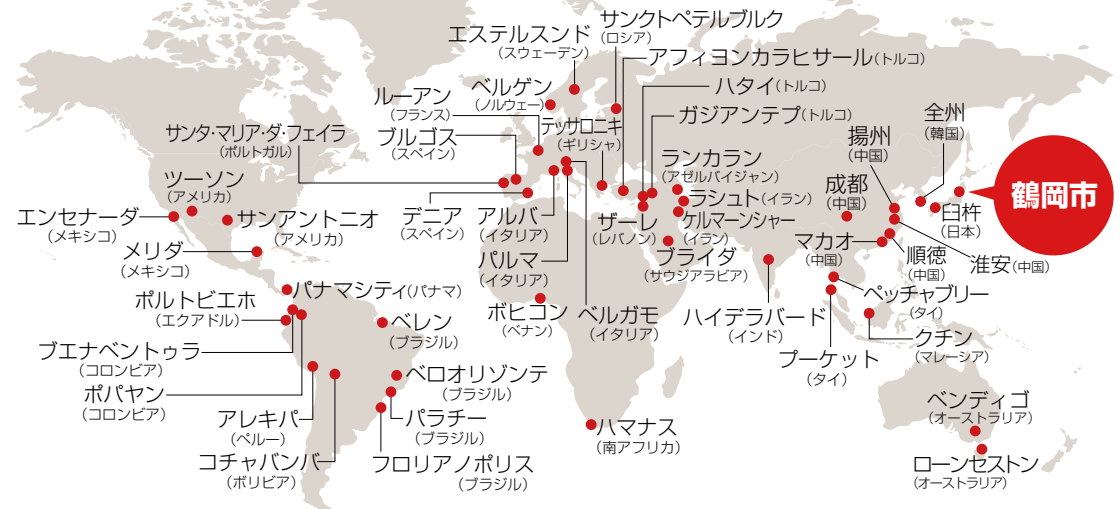 サンクトペテルブルク
(ロシア)
エステルスンド
(スウェーデン)
アフィヨンカラヒサール(トルコ)
ベルゲン
(ノルウェー)
ハタイ(トルコ)
ルーアン
(フランス)
ガジアンテプ(トルコ)
全州
(韓国)
テッサロニキ
(ギリシャ)
サンタ・マリア・ダ・フェイラ
(ポルトガル)
ブルゴス
(スペイン)
揚州
(中国)
ランカラン
(アゼルバイジャン)
ツーソン
(アメリカ)
成都
(中国)
鶴岡市
ラシュト(イラン)
エンセナーダ
(メキシコ)
サンアントニオ
(アメリカ)
デニア
(スペイン)
アルバ
(イタリア)
ザーレ
(レバノン)
ケルマーンシャー
(イラン)
臼杵
(日本)
メリダ
(メキシコ)
マカオ
(中国)
順徳
(中国)
淮安(中国)
パルマ
(イタリア)
ブライダ
(サウジアラビア)
パナマシティ(パナマ)
ペッチャブリー
(タイ)
ポルトビエホ
(エクアドル)
ベレン
(ブラジル)
ボヒコン
(ベナン)
ベルガモ
(イタリア)
ハイデラバード
(インド)
クチン
(マレーシア)
ブエナベントゥラ
(コロンビア)
プーケット
(タイ)
ポパヤン
(コロンビア)
ベロオリゾンテ
(ブラジル)
ベンディゴ
(オーストラリア)
アレキパ
(ペルー)
パラチー
(ブラジル)
ハマナス
(南アフリカ)
コチャバンバ
(ボリビア)
フロリアノポリス
(ブラジル)
ローンセストン
(オーストラリア)